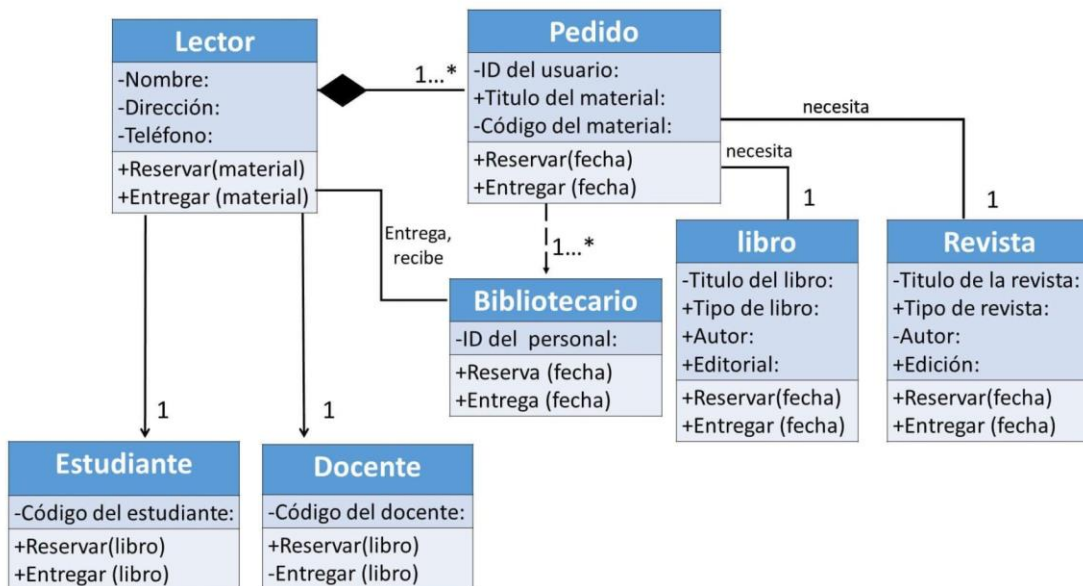 Lector
-Nombre:
-Dirección:
-Teléfono:
+Reservar(material)
+Entregar (material)
1...*
Pedido
-ID del usuario:
+Titulo del material:
-Código del material:
+Reservar(fecha)
+Entregar (fecha)
necesita
necesita
1
1
Entrega,
recibe
1...*
Bibliotecario
-ID del personal:
+Reserva (fecha)
+Entrega (fecha)
libro
-Titulo del libro:
+Tipo de libro:
+Autor:
+Editorial:
+Reservar(fecha)
+Entregar (fecha)
Revista
-Titulo de la revista:
+Tipo de revista:
-Autor:
+Edición:
+Reservar(fecha)
+Entregar (fecha)
1
1
Estudiante
-Código del estudiante:
+Reservar(libro)
+Entregar (libro)
Docente
-Código del docente:
+Reservar(libro)
-Entregar (libro)